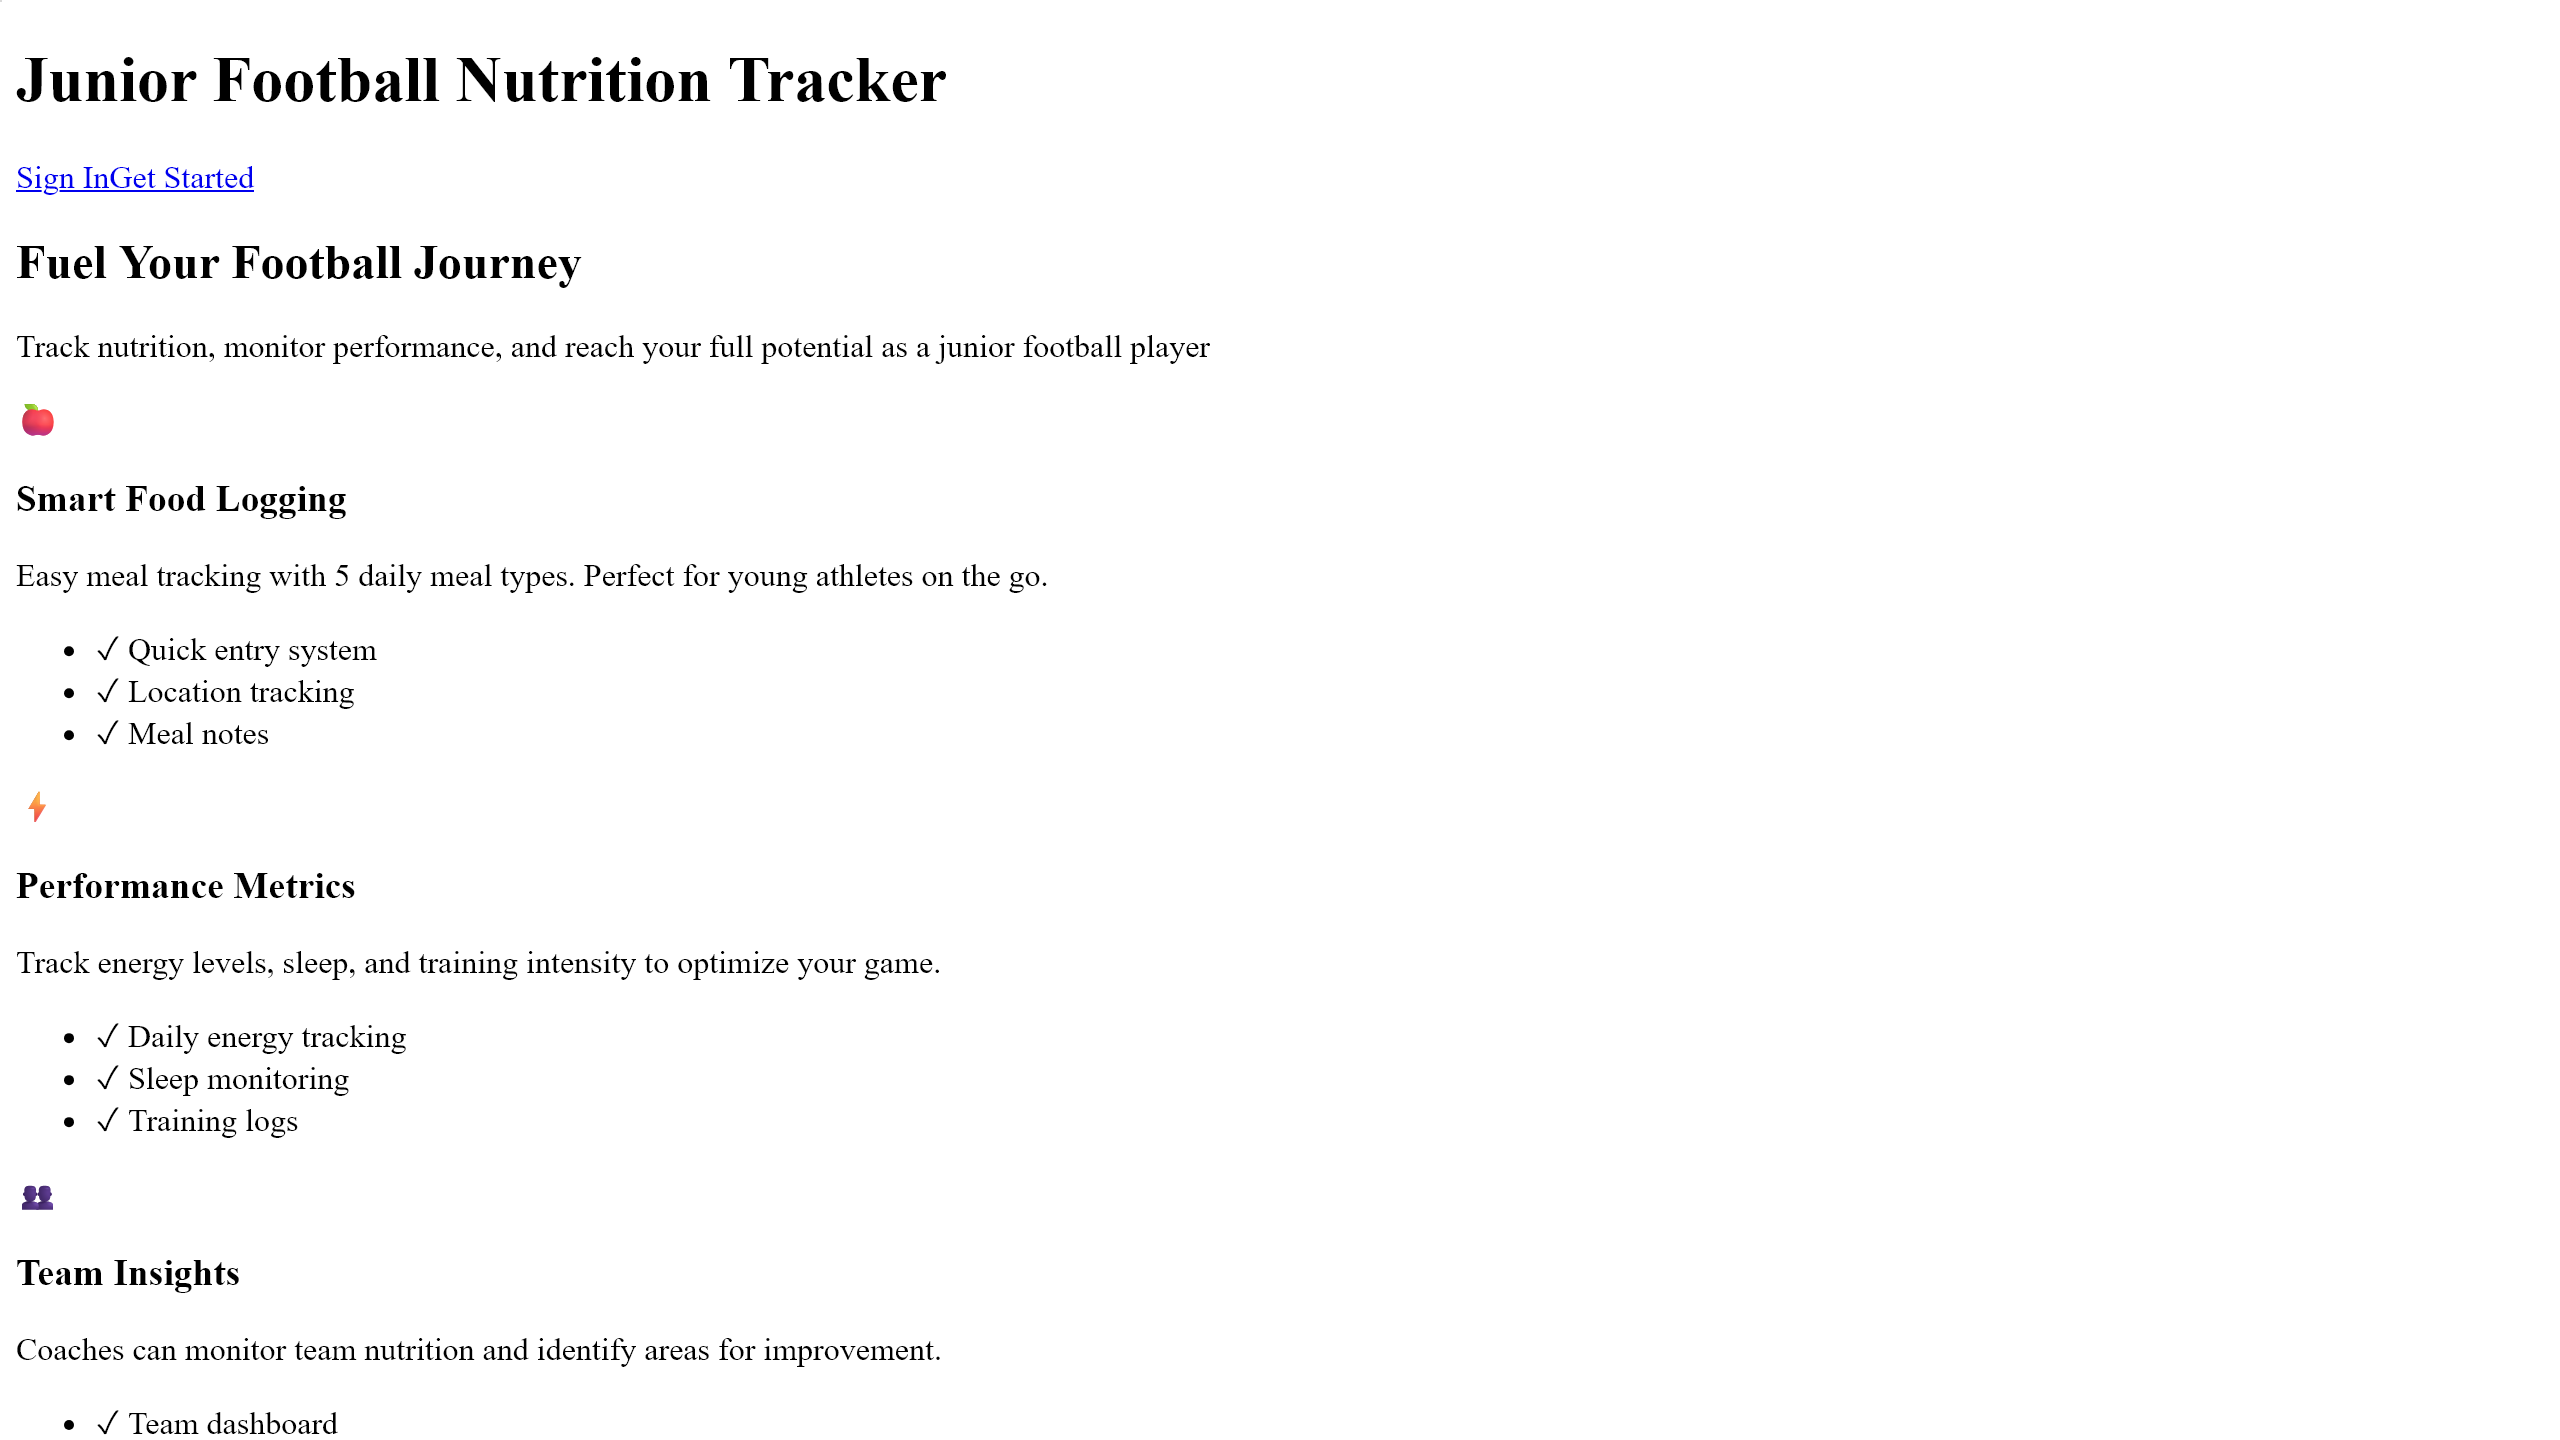 Junior Football Nutrition Tracker
Sign InGet Started
Fuel Your Football Journey
Track nutrition, monitor performance, and reach your full potential as a junior football player
Smart Food Logging
Easy meal tracking with 5 daily meal types. Perfect for young athletes on the go.
• ✓ Quick entry system
• ✓ Location tracking
• ✓ Meal notes
Performance Metrics
Track energy levels, sleep, and training intensity to optimize your game.
• ✓ Daily energy tracking
• ✓ Sleep monitoring
• ✓ Training logs
Team Insights
Coaches can monitor team nutrition and identify areas for improvement.
• ✓ Team dashboard